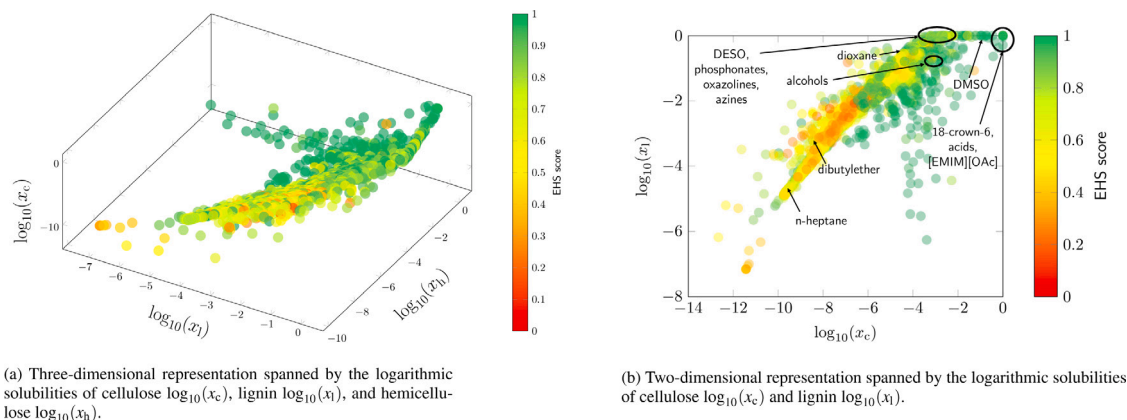 1
0.9
0.8
0.7
0.6
0.5
0.4
0.3
0.2
0.1
0
EHS score
0
−10
log10(xc)
−7
−6
−5
−4
−3
−2
−1
0
log10(xl)
−10
−8
−6
−4
−2
0
log10(xh)
(a) Three-dimensional representation spanned by the logarithmic
solubilities of cellulose log10(xc), lignin log10(xl), and hemicellu-
lose log10(xh).
0
−2
−4
−6
−8
log10(xl)
−14
−12
−10
−8
−6
−4
−2
0
log10(xc)
DESO,
phosphonates,
oxazolines,
azines
dioxane
alcohols
DMSO
18-crown-6,
acids,
[EMIM][OAc]
dibutylether
n-heptane
1
0.8
0.6
0.4
0.2
0
EHS score
(b) Two-dimensional representation spanned by the logarithmic solubilities
of cellulose log10(xc) and lignin log10(xl).